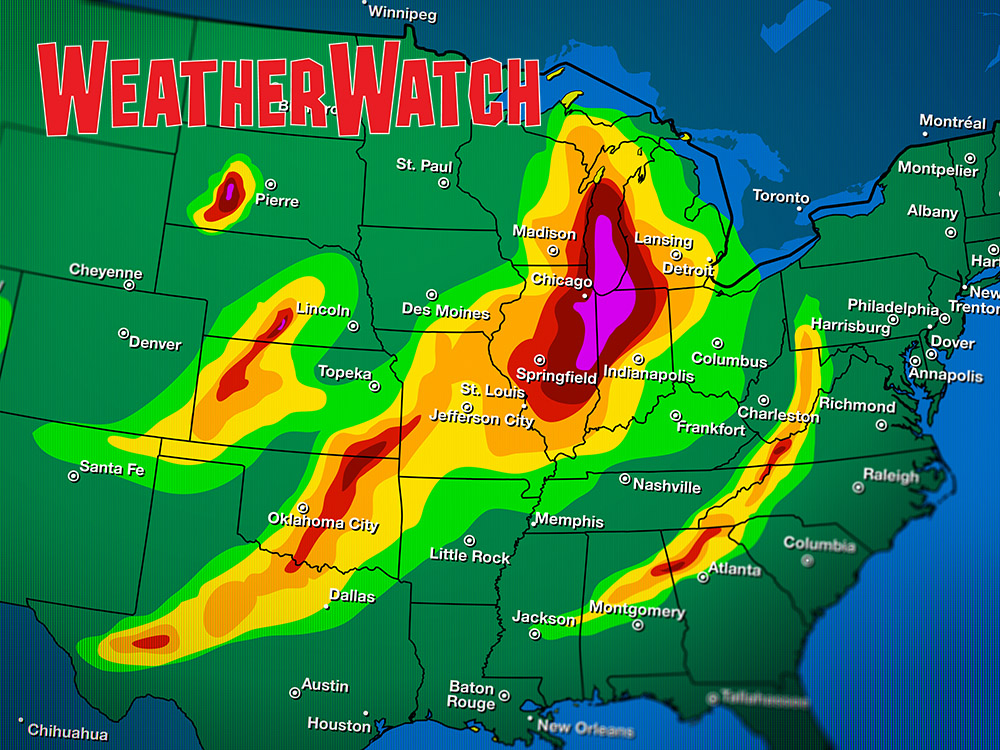 Winnipeg
WEATHERWATCH
Montréal
St. Paul
Montpelier
Pierre
Toronto
Albany
Madison
Lansing
Cheyenne
Detroit
Chicago
New
Lincoln
Des Moines
Philadelphia
Trenton
Harrisburg
Denver
Columbus
Dover
Topeka
Springfield
Indianapolis
Annapolis
St. Louis
Jefferson City
Charleston
Richmond
Frankfort
Santa Fe
Nashville
Raleigh
Oklahoma City
Memphis
Little Rock
Columbia
Atlanta
Dallas
Jackson
Montgomery
Austin
Baton
Rouge
Tallahassee
Houston
New Orleans
Chihuahua